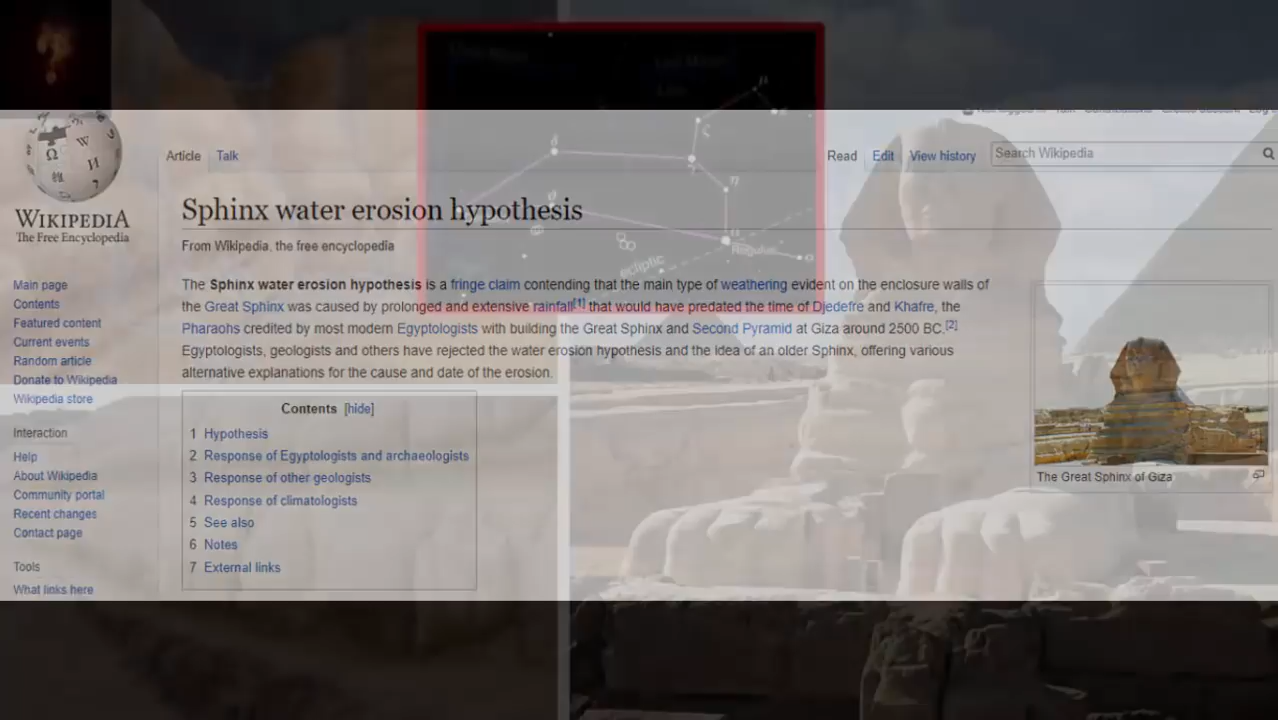 Article Talk
Read Edit View history
Search Wikipedia
WIKIPEDIA
The Free Encyclopedia
Sphinx water erosion hypothesis
From Wikipedia, the free encyclopedia
The Sphinx water erosion hypothesis is a fringe claim contending that the main type of weathering evident on the enclosure walls of
the Great Sphinx was caused by prolonged and extensive rainfall[1] that would have predated the time of Djedefre and Khafre, the
Pharaohs credited by most modern Egyptologists with building the Great Sphinx and Second Pyramid at Giza around 2500 BC.[2]
Egyptologists, geologists and others have rejected the water erosion hypothesis and the idea of an older Sphinx, offering various
alternative explanations for the cause and date of the erosion.
Contents [hide]
1 Hypothesis
2 Response of Egyptologists and archaeologists
3 Response of other geologists
4 Response of climatologists
5 See also
6 Notes
7 External links
Main page
Contents
Featured content
Current events
Random article
Donate to Wikipedia
Wikipedia store
Interaction
Help
About Wikipedia
Community portal
Recent changes
Contact page
Tools
What links here
The Great Sphinx of Giza
ecliptic
Regulus